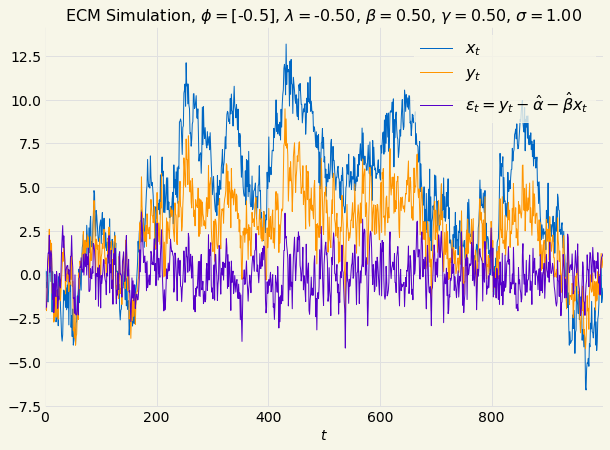 ECM Simulation, ϕ = [-0.5], λ = -0.50, β = 0.50, γ = 0.50, σ = 1.00
x_t
y_t
ε_t = y_t − α̂ − β̂x_t
12.5
10.0
7.5
5.0
2.5
0.0
−2.5
−5.0
−7.5
0 200 400 600 800
t